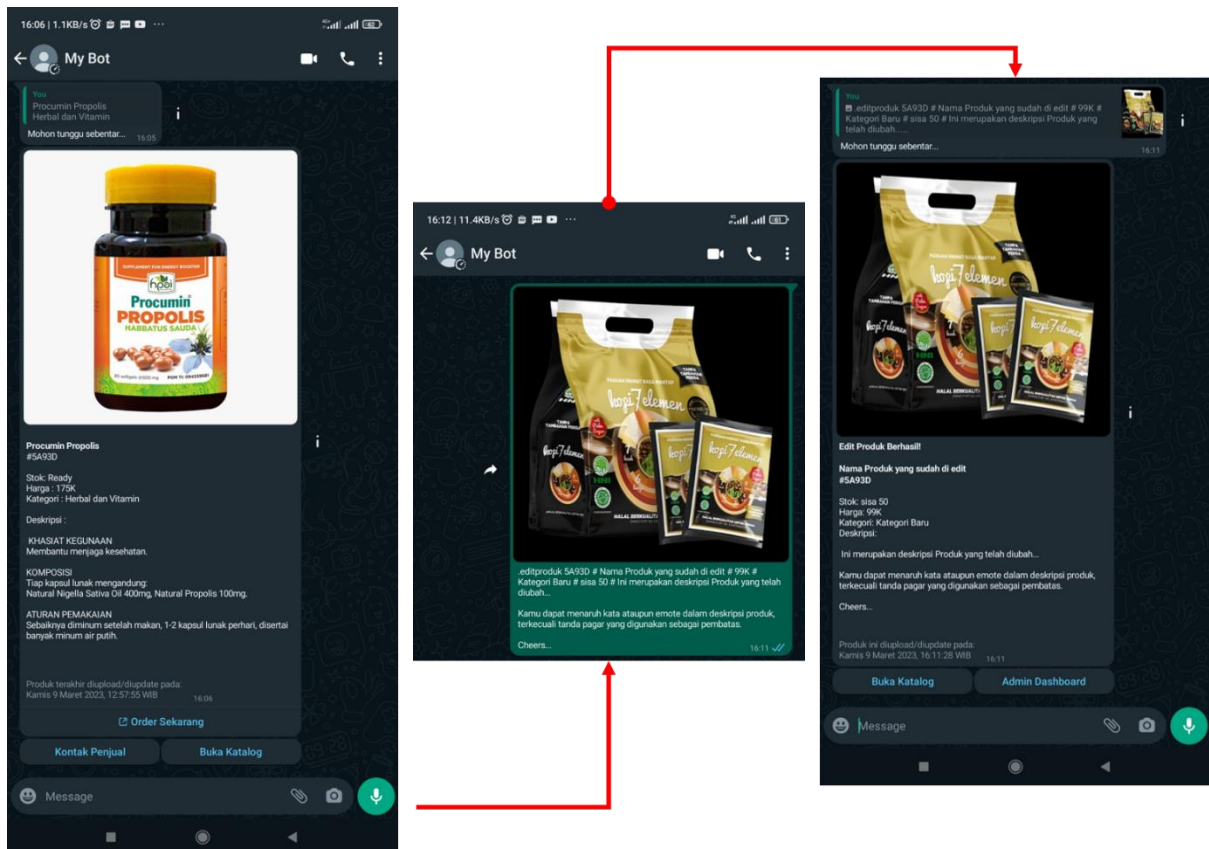 16:06 | 1.1KB/s
62
My Bot
You
Procumin Propolis
Herbal dan Vitamin
Mohon tunggu sebentar...
16:05
SUPPLEMENT FOR ENERGY BOOSTER
hpai
Procumin
PROPOLIS
HABBATUS SAUDA
Procumin Propolis
#5A93D
Stok: Ready
Harga : 175K
Kategori : Herbal dan Vitamin
Deskripsi :
KHASIAT KEGUNAAN
Membantu menjaga kesehatan.
KOMPOSISI
Tiap kapsul lunak mengandung:
Natural Nigella Sativa Oil 400mg, Natural Propolis 100mg.
ATURAN PEMAKAIAN
Sebaiknya diminum setelah makan, 1-2 kapsul lunak perhari, disertai
banyak minum air putih.
Produk terakhir diupload/diupdate pada:
Kamis 9 Maret 2023, 12:57:55 WIB
16:06
Order Sekarang
Kontak Penjual
Buka Katalog
Message
16:12 | 11.4KB/s
61
My Bot
kopi 7 elemen
HNI
HALAL BERKUALITAS
.editproduk 5A93D # Nama Produk yang sudah di edit # 99K #
Kategori Baru # sisa 50 # Ini merupakan deskripsi Produk yang telah
diubah...
Kamu dapat menaruh kata ataupun emote dalam deskripsi produk,
terkecuali tanda pagar yang digunakan sebagai pembatas.
Cheers...
16:11
You
.editproduk 5A93D # Nama Produk yang sudah di edit # 99K #
Kategori Baru # sisa 50 # Ini merupakan deskripsi Produk yang
telah diubah.....
Mohon tunggu sebentar...
16:11
kopi 7 elemen
HNI
Edit Produk Berhasil!
Nama Produk yang sudah di edit
#5A93D
Stok: sisa 50
Harga: 99K
Kategori: Kategori Baru
Deskripsi:
Ini merupakan deskripsi Produk yang telah diubah...
Kamu dapat menaruh kata ataupun emote dalam deskripsi produk,
terkecuali tanda pagar yang digunakan sebagai pembatas.
Cheers...
Produk ini diupload/diupdate pada:
Kamis 9 Maret 2023, 16:11:28 WIB
16:11
Buka Katalog
Admin Dashboard
Message